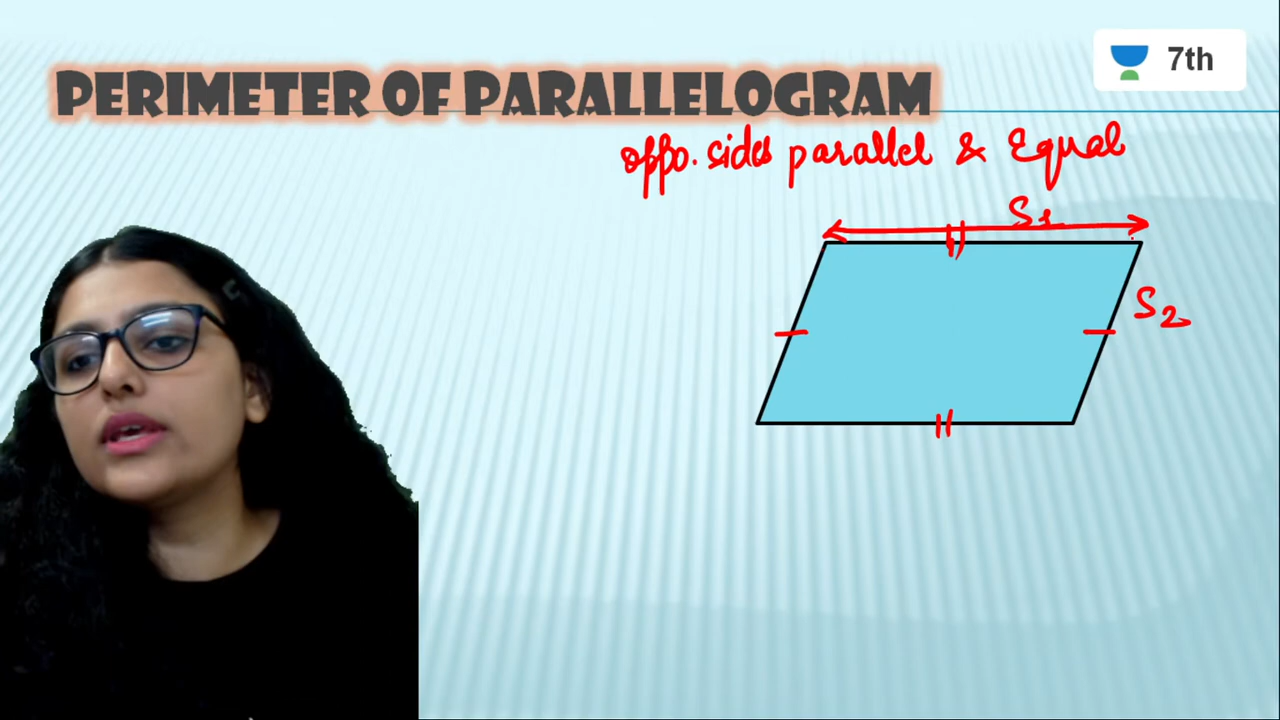 7th
PERIMETER OF PARALLELOGRAM
oppo. sides parallel & Equal
S1
S2